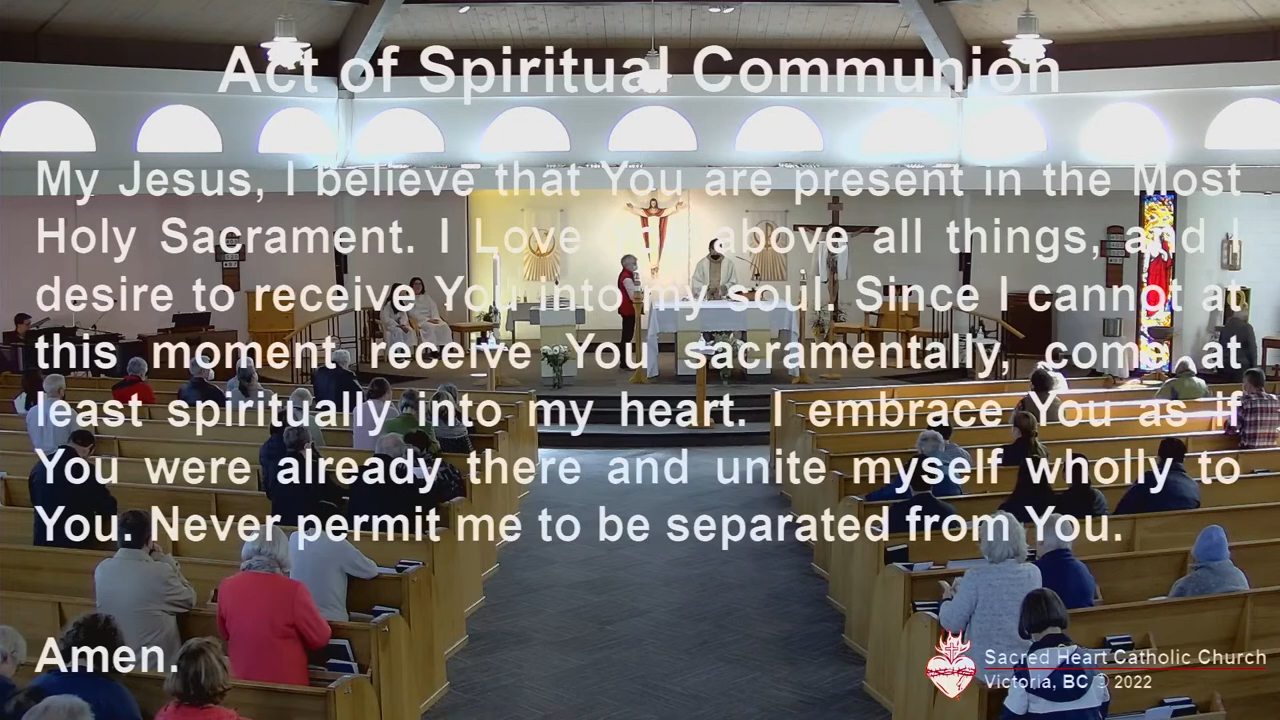 Act of Spiritual Communion
My Jesus, I believe that You are present in the Most
Holy Sacrament. I Love You above all things, and I
desire to receive You into my soul. Since I cannot at
this moment receive You sacramentally, come at
least spiritually into my heart. I embrace You as if
You were already there and unite myself wholly to
You. Never permit me to be separated from You.
Amen.
Sacred Heart Catholic Church
Victoria, BC © 2022